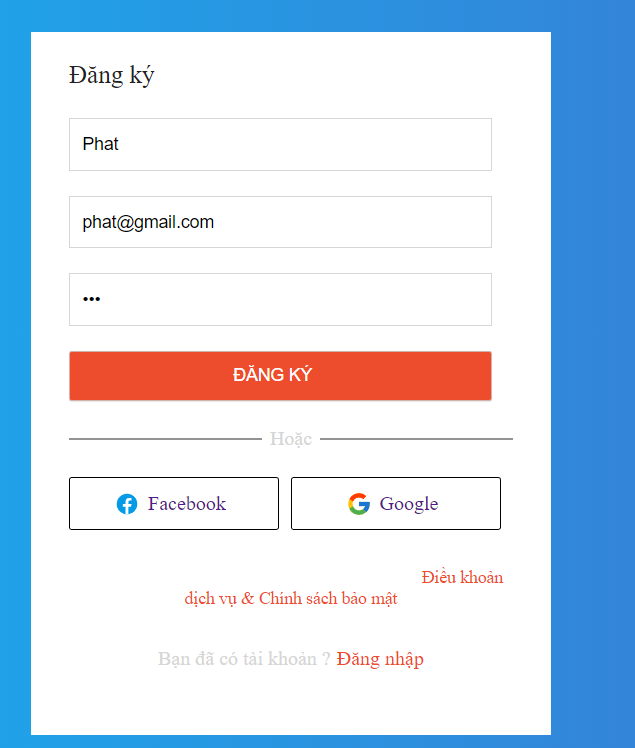 Đăng ký
Phat
phat@gmail.com
•••
ĐĂNG KÝ
Hoặc
Facebook
Google
Điều khoản
dịch vụ & Chính sách bảo mật
Bạn đã có tài khoản ? Đăng nhập